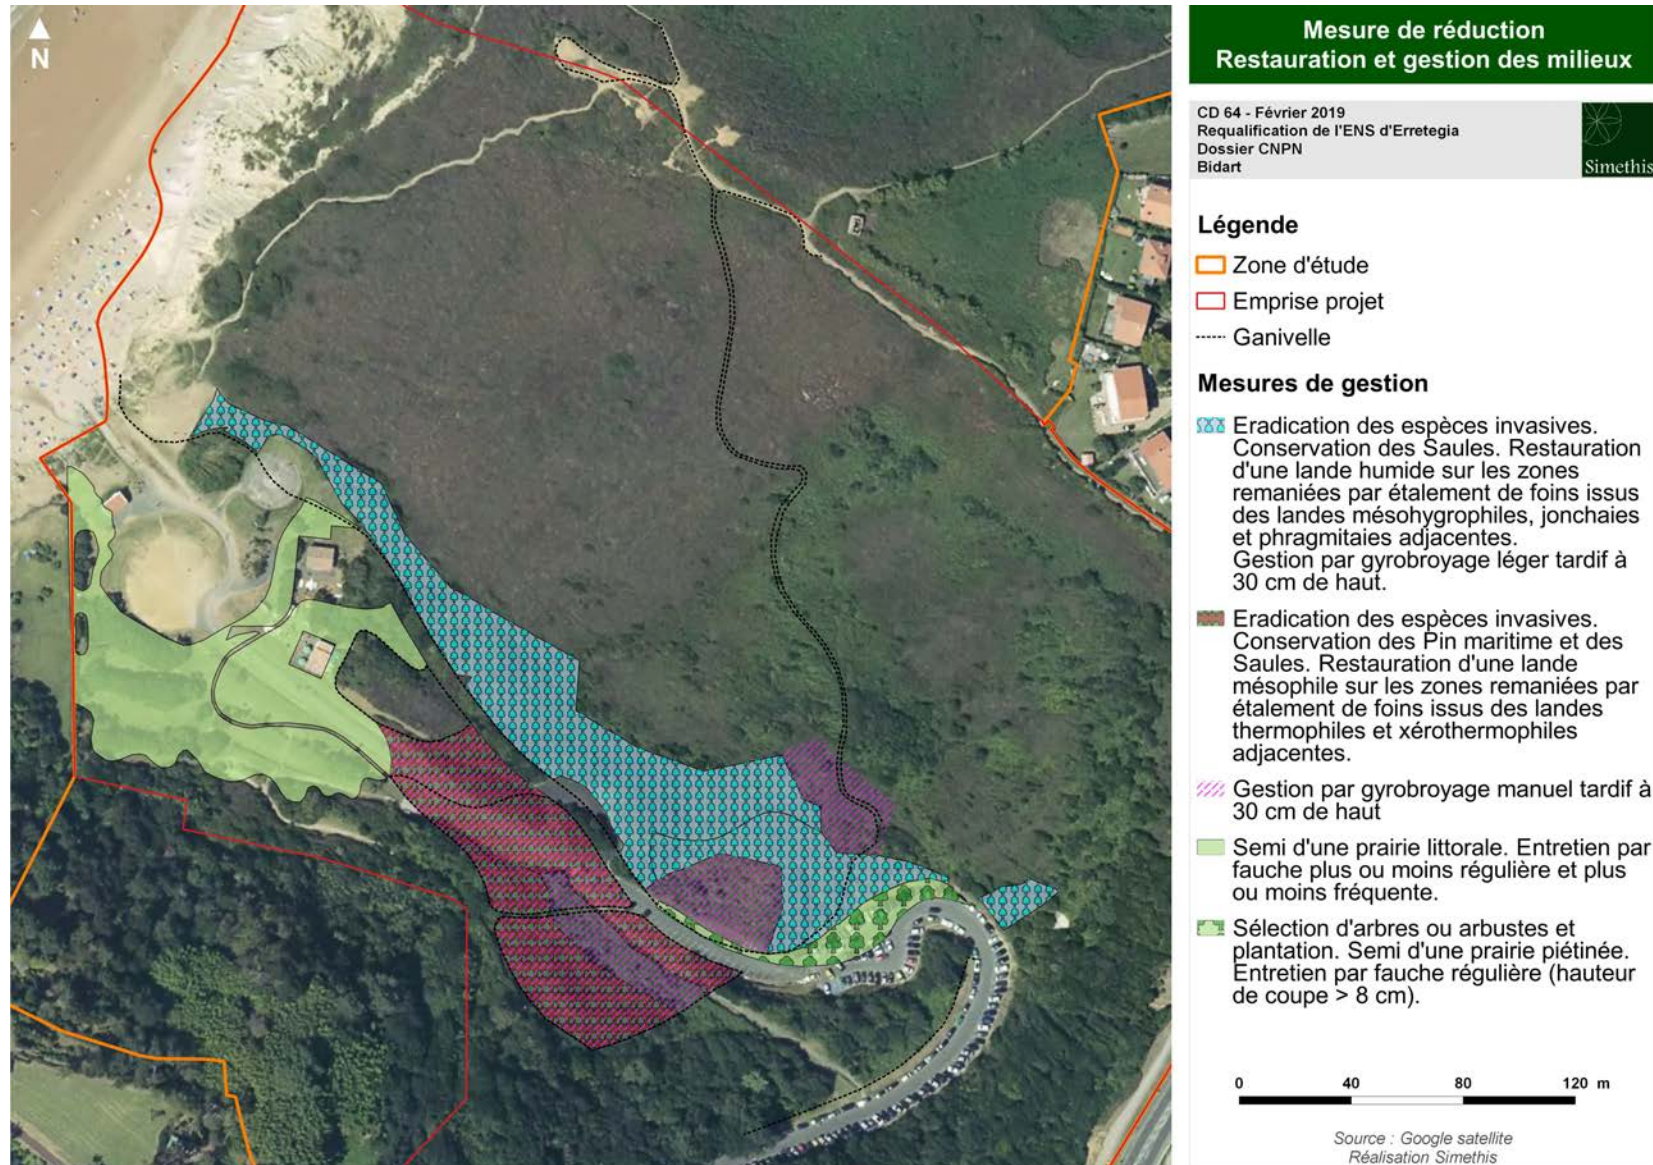 N
Mesure de réduction
Restauration et gestion des milieux
CD 64 - Février 2019
Requalification de l'ENS d'Erretegia
Dossier CNPN
Bidart
Simethis
Légende
Zone d'étude
Emprise projet
Ganivelle
Mesures de gestion
Eradication des espèces invasives.
Conservation des Saules. Restauration
d'une lande humide sur les zones
remaniées par étalement de foins issus
des landes mésohygrophiles, jonchaies
et phragmitaies adjacentes.
Gestion par gyrobroyage léger tardif à
30 cm de haut.
Eradication des espèces invasives.
Conservation des Pin maritime et des
Saules. Restauration d'une lande
mésophile sur les zones remaniées par
étalement de foins issus des landes
thermophiles et xérothermophiles
adjacentes.
Gestion par gyrobroyage manuel tardif à
30 cm de haut
Semi d'une prairie littorale. Entretien par
fauche plus ou moins régulière et plus
ou moins fréquente.
Sélection d'arbres ou arbustes et
plantation. Semi d'une prairie piétinée.
Entretien par fauche régulière (hauteur
de coupe > 8 cm).
0 40 80 120 m
Source : Google satellite
Réalisation Simethis